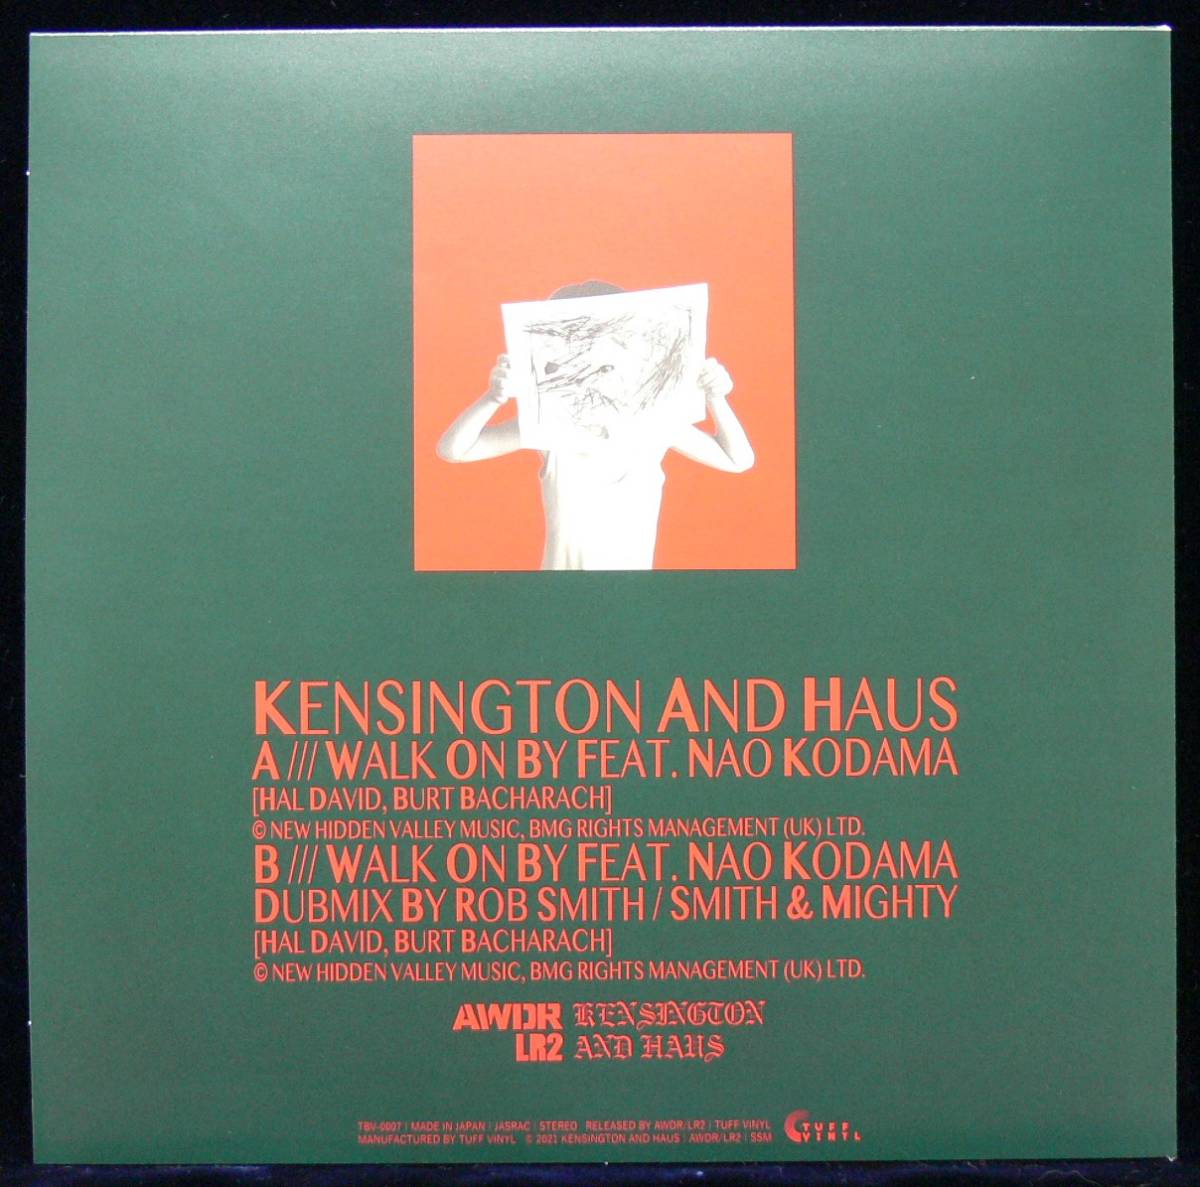 KENSINGTON AND HAUS
A /// WALK ON BY FEAT. NAO KODAMA
[HAL DAVID, BURT BACHARACH]
© NEW HIDDEN VALLEY MUSIC, BMG RIGHTS MANAGEMENT (UK) LTD.
B /// WALK ON BY FEAT. NAO KODAMA
DUBMIX BY ROB SMITH / SMITH & MIGHTY
[HAL DAVID, BURT BACHARACH]
© NEW HIDDEN VALLEY MUSIC, BMG RIGHTS MANAGEMENT (UK) LTD.
AWDR KENSINGTON
LR2 AND HAUS
TBV-0007 | MADE IN JAPAN | JASRAC | STEREO RELEASED BY AWDR/LR2 | TUFF VINYL
MANUFACTURED BY TUFF VINYL © 2021 KENSINGTON AND HAUS | AWDR/LR2 | SSM
TUFF
VINYL